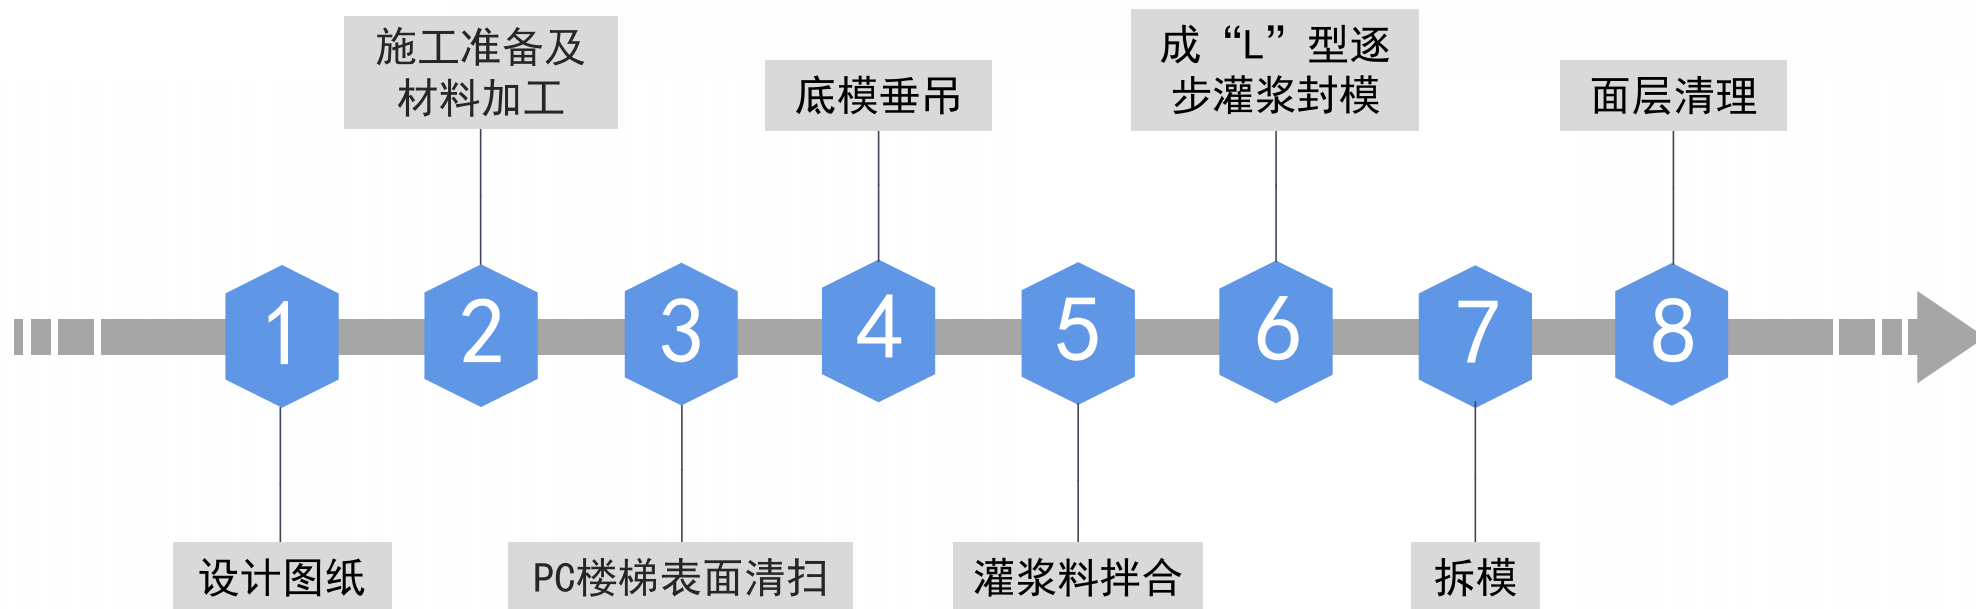 施工准备及
材料加工
底模垂吊
成“L”型逐
步灌浆封模
面层清理
1
2
3
4
5
6
7
8
设计图纸
PC楼梯表面清扫
灌浆料拌合
拆模